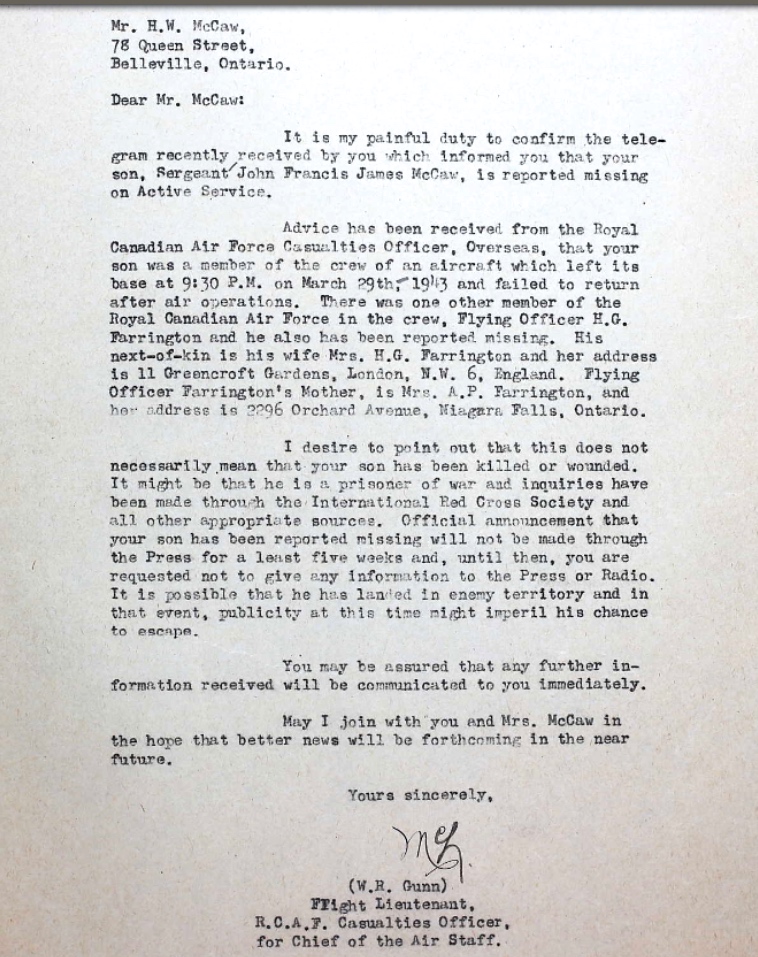 Mr. H.W. McCaw,
78 Queen Street,
Belleville, Ontario.
Dear Mr. McCaw:
It is my painful duty to confirm the tele-
gram recently received by you which informed you that your
son, Sergeant John Francis James McCaw, is reported missing
on Active Service.
Advice has been received from the Royal
Canadian Air Force Casualties Officer, Overseas, that your
son was a member of the crew of an aircraft which left its
base at 9:30 P.M. on March 29th, 1943 and failed to return
after air operations. There was one other member of the
Royal Canadian Air Force in the crew, Flying Officer H.G.
Farrington and he also has been reported missing. His
next-of-kin is his wife Mrs. H.G. Farrington and her address
is 11 Greencroft Gardens, London, N.W. 6, England. Flying
Officer Farrington's Mother, is Mrs. A.P. Farrington, and
her address is 2296 Orchard Avenue, Niagara Falls, Ontario.
I desire to point out that this does not
necessarily mean that your son has been killed or wounded.
It might be that he is a prisoner of war and inquiries have
been made through the International Red Cross Society and
all other appropriate sources. Official announcement that
your son has been reported missing will not be made through
the Press for a least five weeks and, until then, you are
requested not to give any information to the Press or Radio.
It is possible that he has landed in enemy territory and in
that event, publicity at this time might imperil his chance
to escape.
You may be assured that any further in-
formation received will be communicated to you immediately.
May I join with you and Mrs. McCaw in
the hope that better news will be forthcoming in the near
future.
Yours sincerely,
(W.R. Gunn)
Flight Lieutenant,
R.C.A.F. Casualties Officer,
for Chief of the Air Staff.